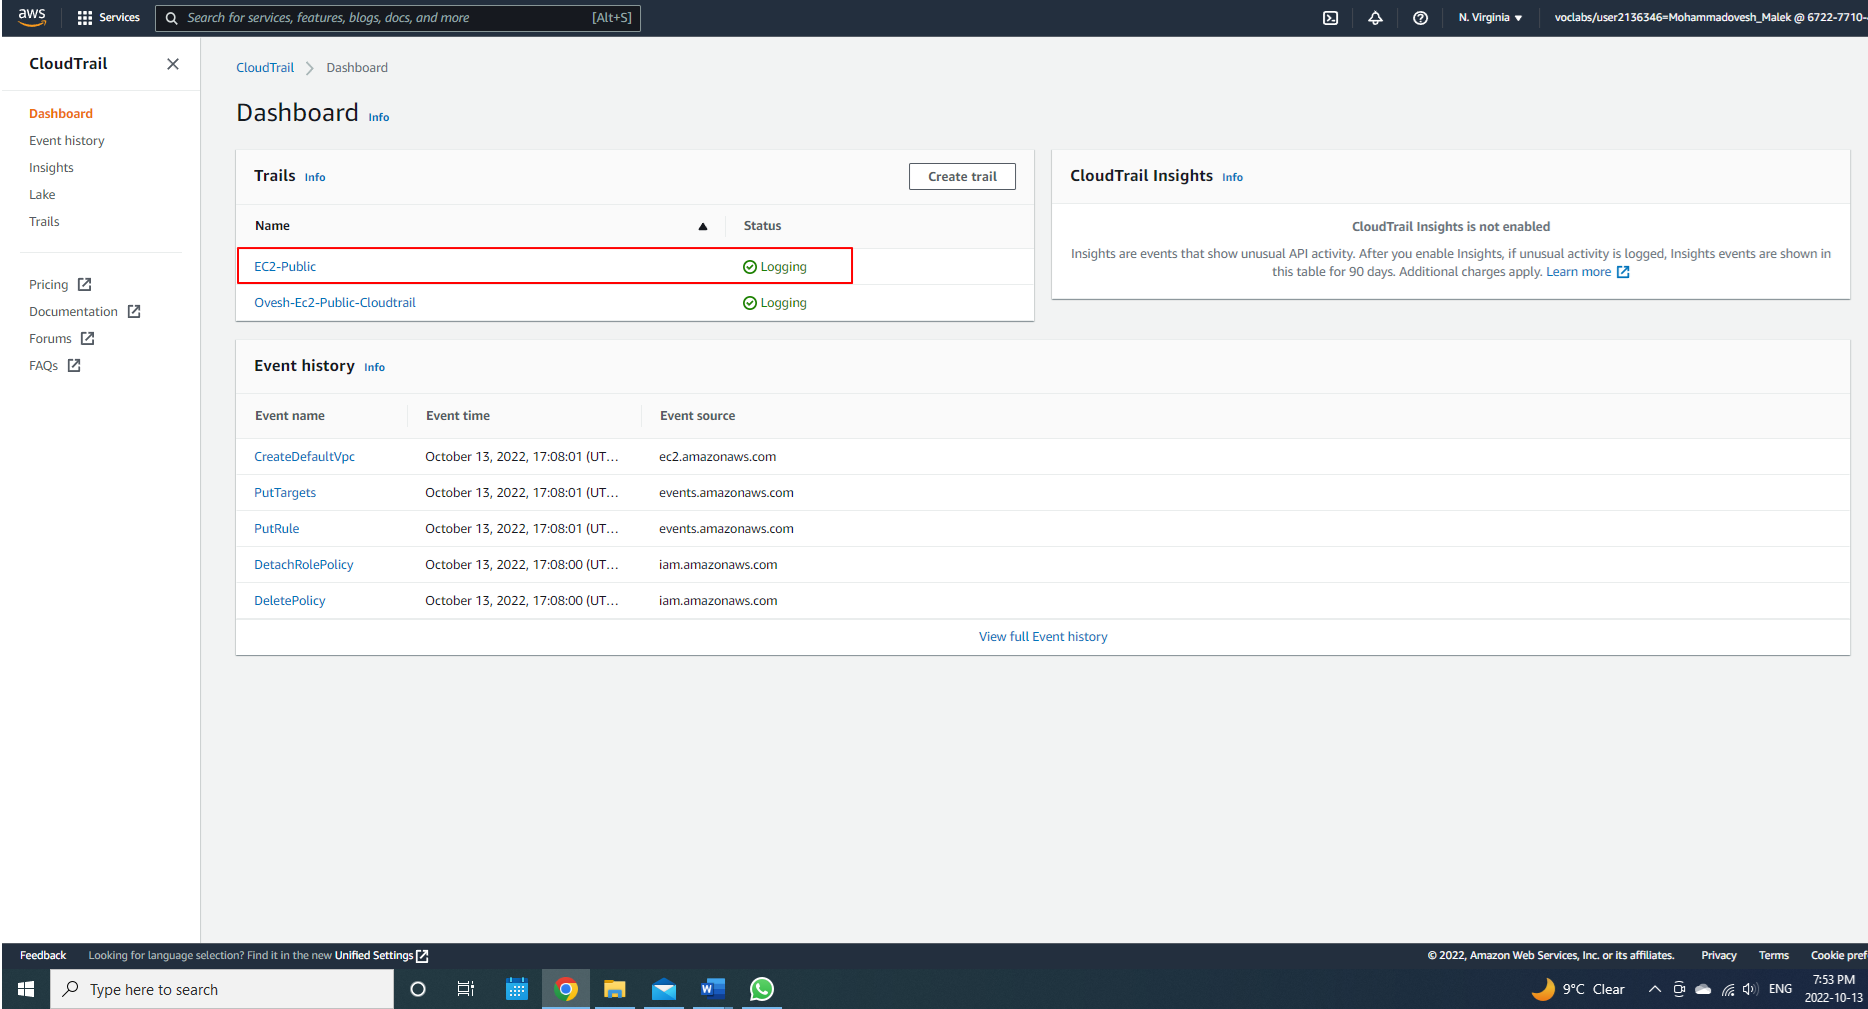 aws
Services
Search for services, features, blogs, docs, and more [Alt+S]
N. Virginia
voclabs/user2136346=Mohammadovesh_Malek @ 6722-7710-
CloudTrail
Dashboard
Event history
Insights
Lake
Trails
Pricing
Documentation
Forums
FAQs
CloudTrail Dashboard
Dashboard Info
Trails Info
Create trail
Name Status
EC2-Public Logging
Ovesh-Ec2-Public-Cloudtrail Logging
CloudTrail Insights Info
CloudTrail Insights is not enabled
Insights are events that show unusual API activity. After you enable Insights, if unusual activity is logged, Insights events are shown in
this table for 90 days. Additional charges apply. Learn more
Event history Info
Event name Event time Event source
CreateDefaultVpc October 13, 2022, 17:08:01 (UT... ec2.amazonaws.com
PutTargets October 13, 2022, 17:08:01 (UT... events.amazonaws.com
PutRule October 13, 2022, 17:08:01 (UT... events.amazonaws.com
DetachRolePolicy October 13, 2022, 17:08:00 (UT... iam.amazonaws.com
DeletePolicy October 13, 2022, 17:08:00 (UT... iam.amazonaws.com
View full Event history
Feedback Looking for language selection? Find it in the new Unified Settings
© 2022, Amazon Web Services, Inc. or its affiliates. Privacy Terms Cookie pref
Type here to search
W
9°C Clear
ENG
7:53 PM
2022-10-13